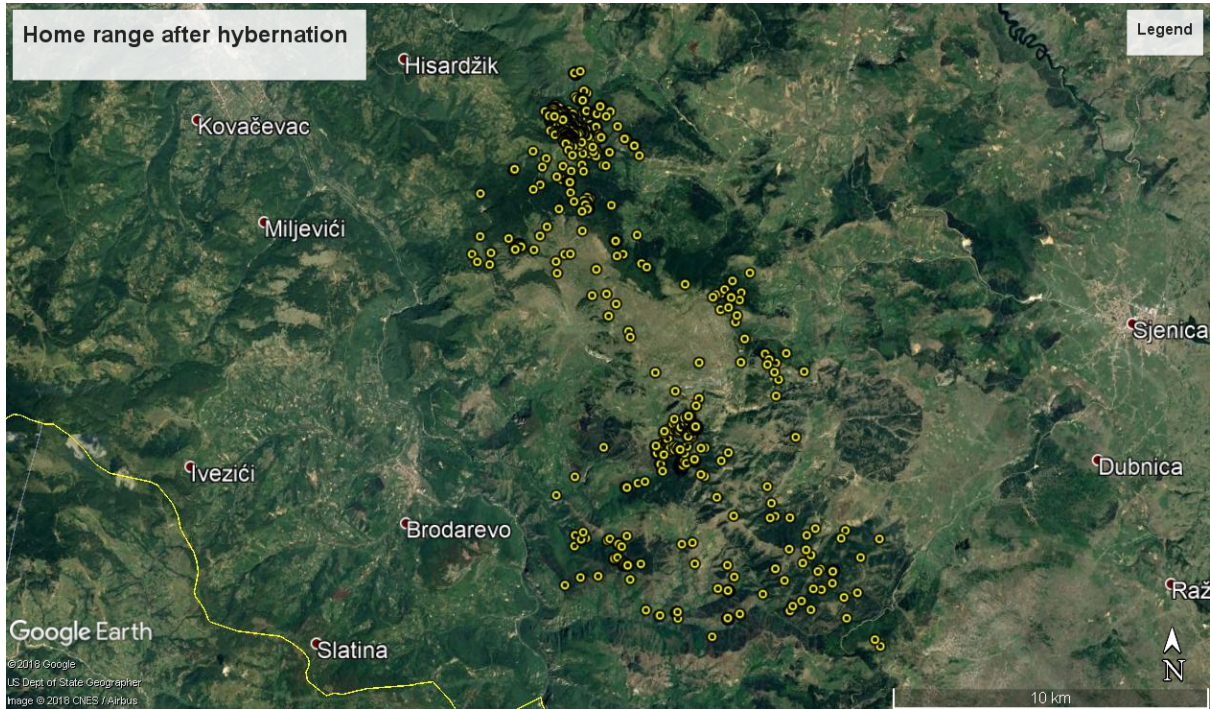 Home range after hybernation
Legend
Hisardžik
Kovačevac
Miljevići
Sjenica
Ivezići
Dubnica
Brodarevo
Raž
Slatina
Google Earth
©2018 Google
US Dept of State Geographer
Image © 2018 CNES / Airbus
N
10 km